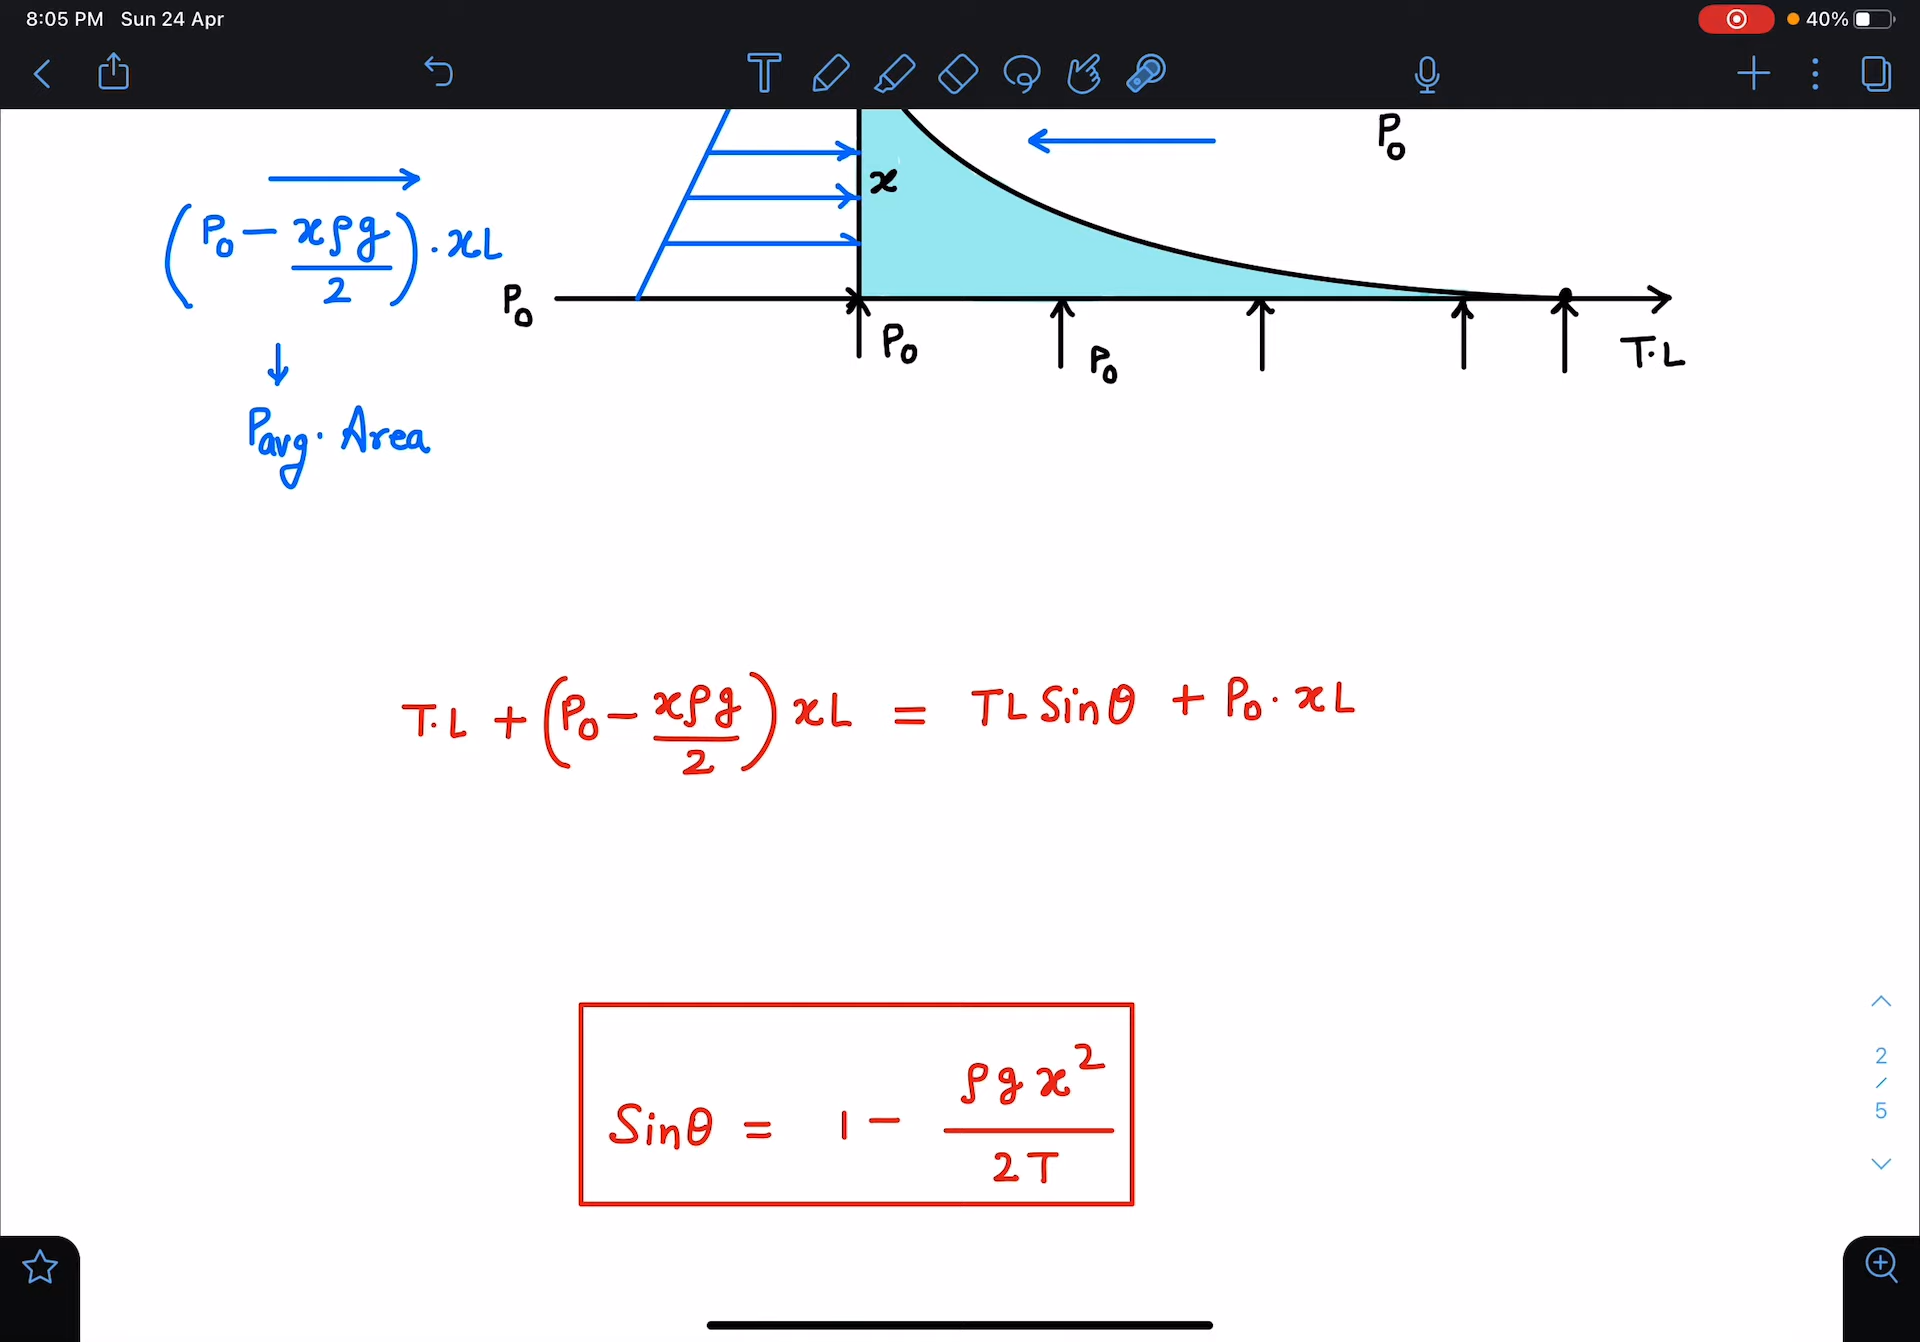 8:05 PM Sun 24 Apr
40%
P₀
x
(P₀ − xρg/2) · xL
P₀
P₀
P₀
T·L
Pavg · Area
T·L + (P₀ − xρg/2) xL = TL Sinθ + P₀ · xL
Sinθ = 1 − ρgx²/2T
2
/
5